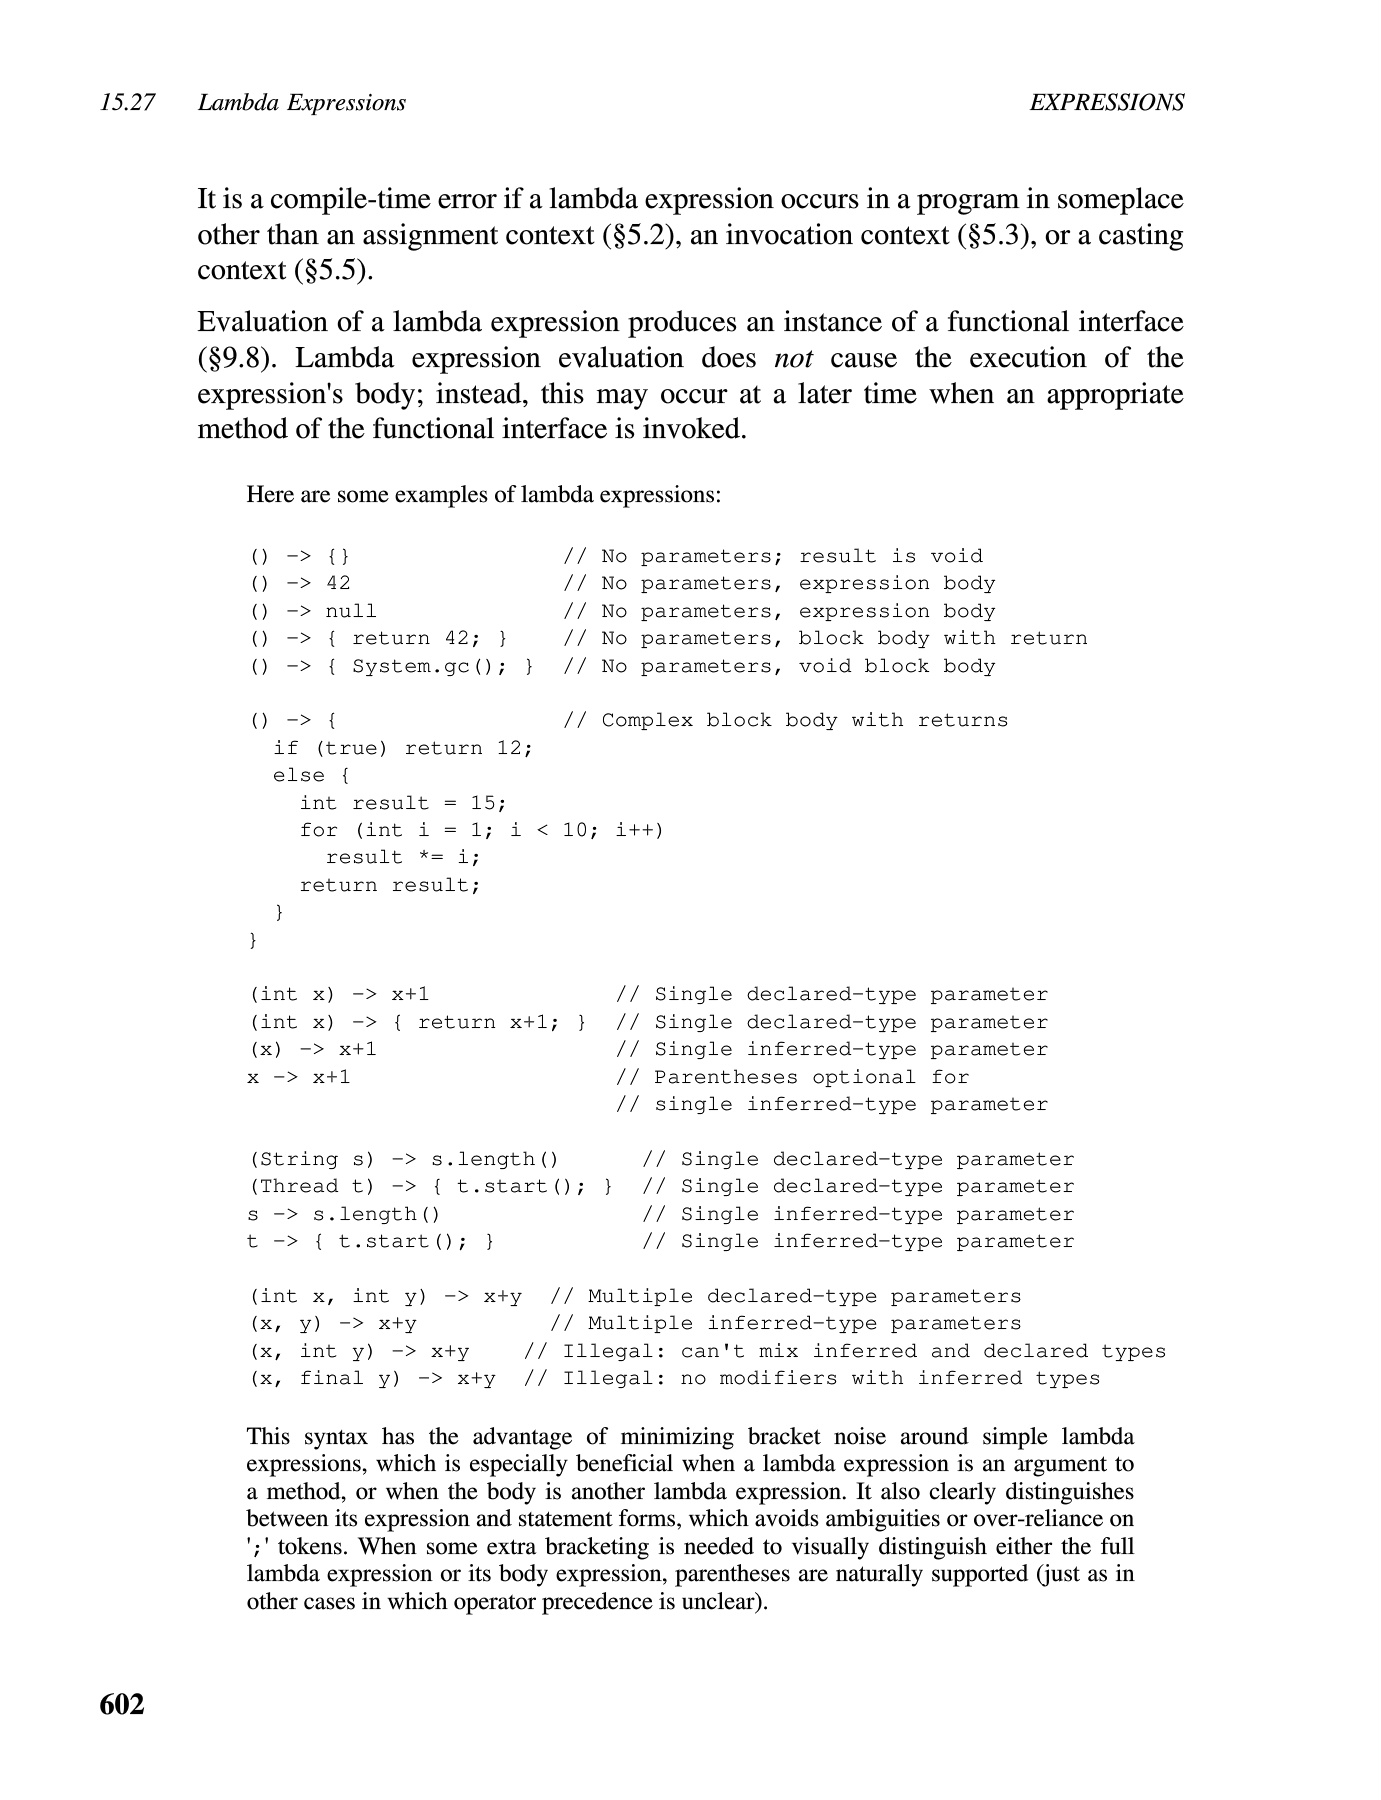 15.27 Lambda Expressions EXPRESSIONS
It is a compile-time error if a lambda expression occurs in a program in someplace
other than an assignment context (§5.2), an invocation context (§5.3), or a casting
context (§5.5).
Evaluation of a lambda expression produces an instance of a functional interface
(§9.8). Lambda expression evaluation does not cause the execution of the
expression's body; instead, this may occur at a later time when an appropriate
method of the functional interface is invoked.
Here are some examples of lambda expressions:
() -> {}                // No parameters; result is void
() -> 42                // No parameters, expression body
() -> null              // No parameters, expression body
() -> { return 42; }    // No parameters, block body with return
() -> { System.gc(); }  // No parameters, void block body
() -> {                 // Complex block body with returns
  if (true) return 12;
  else {
    int result = 15;
    for (int i = 1; i < 10; i++)
      result *= i;
    return result;
  }
}
(int x) -> x+1              // Single declared-type parameter
(int x) -> { return x+1; }  // Single declared-type parameter
(x) -> x+1                  // Single inferred-type parameter
x -> x+1                    // Parentheses optional for
                            // single inferred-type parameter
(String s) -> s.length()      // Single declared-type parameter
(Thread t) -> { t.start(); }  // Single declared-type parameter
s -> s.length()               // Single inferred-type parameter
t -> { t.start(); }           // Single inferred-type parameter
(int x, int y) -> x+y  // Multiple declared-type parameters
(x, y) -> x+y          // Multiple inferred-type parameters
(x, int y) -> x+y    // Illegal: can't mix inferred and declared types
(x, final y) -> x+y  // Illegal: no modifiers with inferred types
This syntax has the advantage of minimizing bracket noise around simple lambda
expressions, which is especially beneficial when a lambda expression is an argument to
a method, or when the body is another lambda expression. It also clearly distinguishes
between its expression and statement forms, which avoids ambiguities or over-reliance on
';' tokens. When some extra bracketing is needed to visually distinguish either the full
lambda expression or its body expression, parentheses are naturally supported (just as in
other cases in which operator precedence is unclear).
602